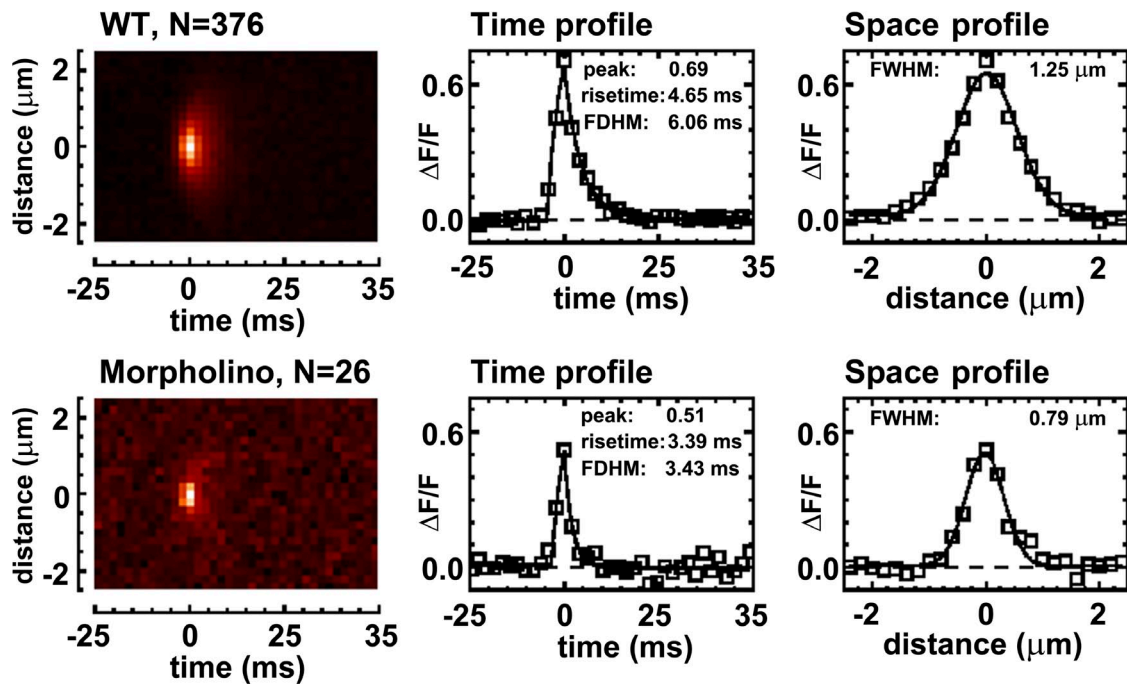 WT, N=376
Time profile
Space profile
distance (μm)
2
0
-2
-25
0
25
35
time (ms)
ΔF/F
0.6
0.0
peak: 0.69
risetime: 4.65 ms
FDHM: 6.06 ms
-25
0
25
35
time (ms)
ΔF/F
0.6
0.0
FWHM: 1.25 μm
-2
0
2
distance (μm)
Morpholino, N=26
Time profile
Space profile
distance (μm)
2
0
-2
-25
0
25
35
time (ms)
ΔF/F
0.6
0.0
peak: 0.51
risetime: 3.39 ms
FDHM: 3.43 ms
-25
0
25
35
time (ms)
ΔF/F
0.6
0.0
FWHM: 0.79 μm
-2
0
2
distance (μm)